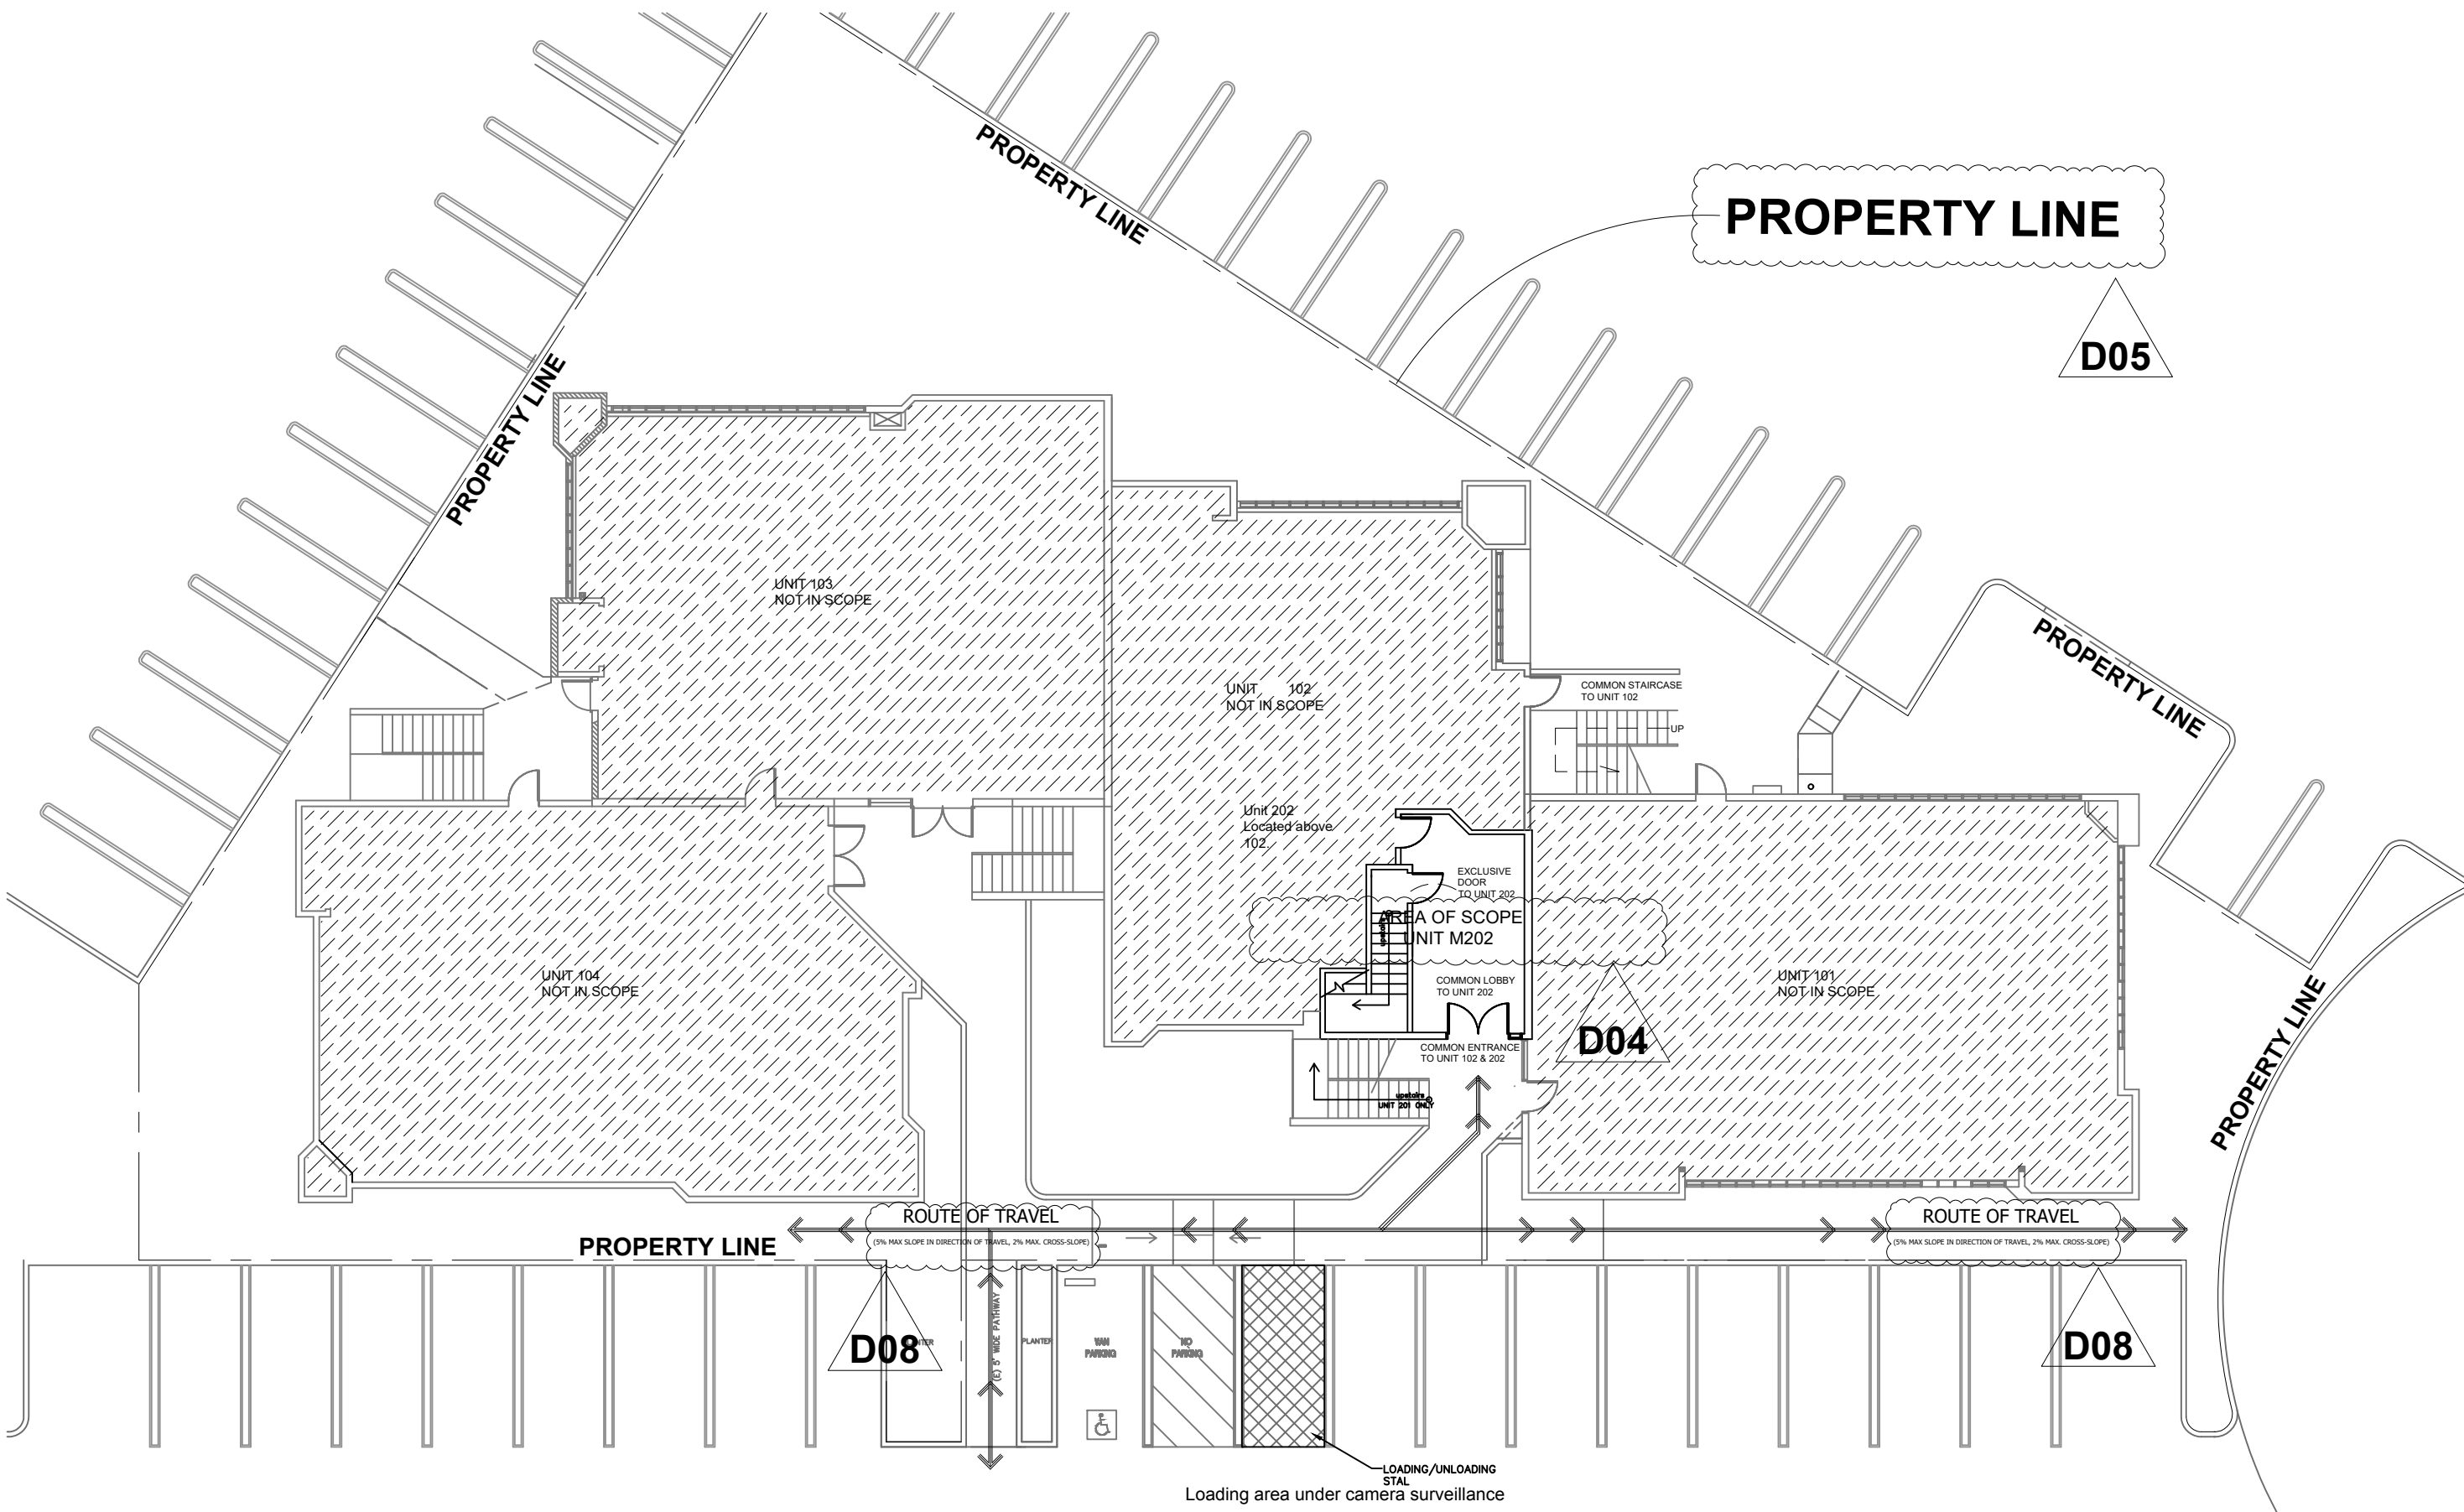 PROPERTY LINE
PROPERTY LINE
D05
PROPERTY LINE
UNIT 103
NOT IN SCOPE
PROPERTY LINE
UNIT 102
NOT IN SCOPE
COMMON STAIRCASE
TO UNIT 102
UP
Unit 202
Located above
102.
EXCLUSIVE
DOOR
TO UNIT 202
AREA OF SCOPE
UNIT M202
upstairs
UNIT 104
NOT IN SCOPE
COMMON LOBBY
TO UNIT 202
UNIT 101
NOT IN SCOPE
D04
COMMON ENTRANCE
TO UNIT 102 & 202
PROPERTY LINE
upstairs
UNIT 201 ONLY
ROUTE OF TRAVEL
(5% MAX SLOPE IN DIRECTION OF TRAVEL, 2% MAX. CROSS-SLOPE)
ROUTE OF TRAVEL
(5% MAX SLOPE IN DIRECTION OF TRAVEL, 2% MAX. CROSS-SLOPE)
PROPERTY LINE
D08
(E) 5' WIDE PATHWAY
PLANTER
VAN
PARKING
NO
PARKING
D08
LOADING/UNLOADING
STAL
Loading area under camera surveillance